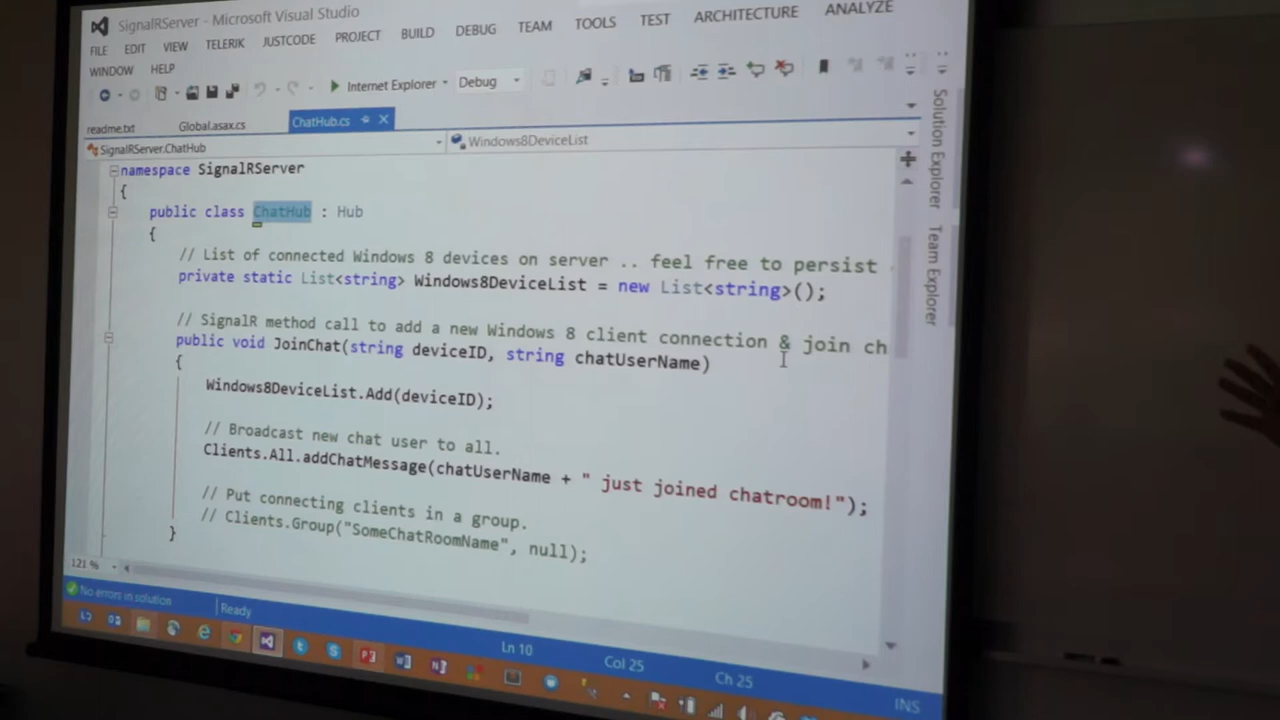 SignalRServer - Microsoft Visual Studio
FILE EDIT VIEW TELERIK JUSTCODE PROJECT BUILD DEBUG TEAM TOOLS TEST ARCHITECTURE ANALYZE
WINDOW HELP
Internet Explorer Debug
readme.txt Global.asax.cs ChatHub.cs
SignalRServer.ChatHub Windows8DeviceList
namespace SignalRServer
{
public class ChatHub : Hub
{
// List of connected Windows 8 devices on server .. feel free to persist
private static List<string> Windows8DeviceList = new List<string>();
// SignalR method call to add a new Windows 8 client connection & join ch
public void JoinChat(string deviceID, string chatUserName)
{
Windows8DeviceList.Add(deviceID);
// Broadcast new chat user to all.
Clients.All.addChatMessage(chatUserName + " just joined chatroom!");
// Put connecting clients in a group.
// Clients.Group("SomeChatRoomName", null);
}
121 %
No errors in solution
Ready Ln 10 Col 25 Ch 25 INS
Solution Explorer
Team Explorer